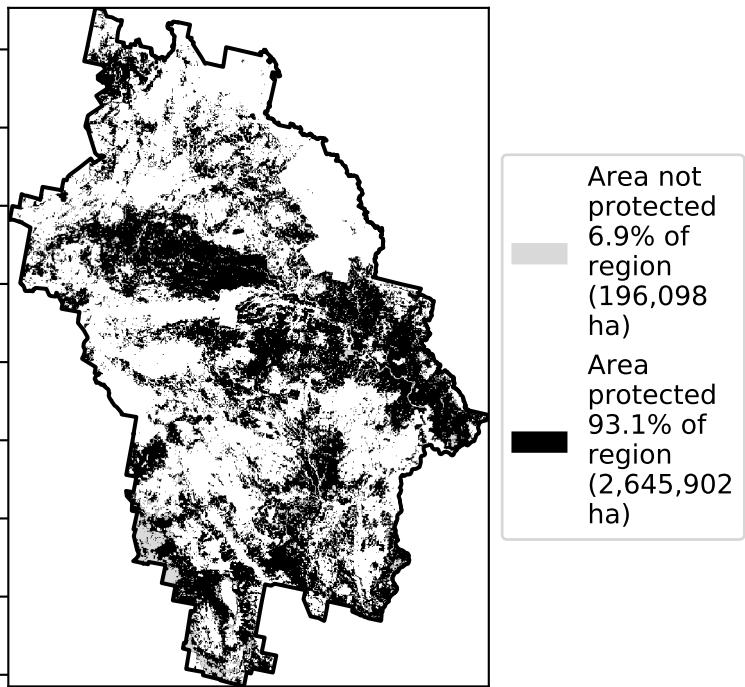 Area not
protected
6.9% of
region
(196,098
ha)
Area
protected
93.1% of
region
(2,645,902
ha)